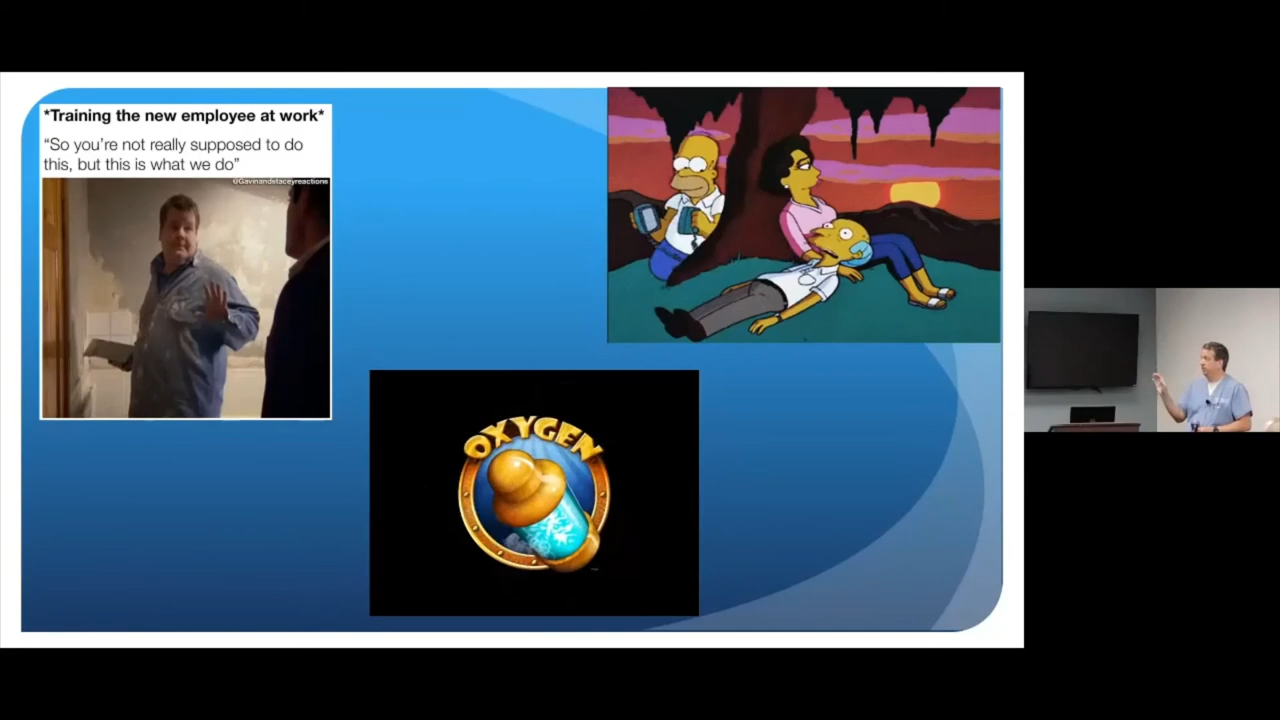 *Training the new employee at work*
“So you’re not really supposed to do
this, but this is what we do”
@Gavinandstaceyreactions
OXYGEN